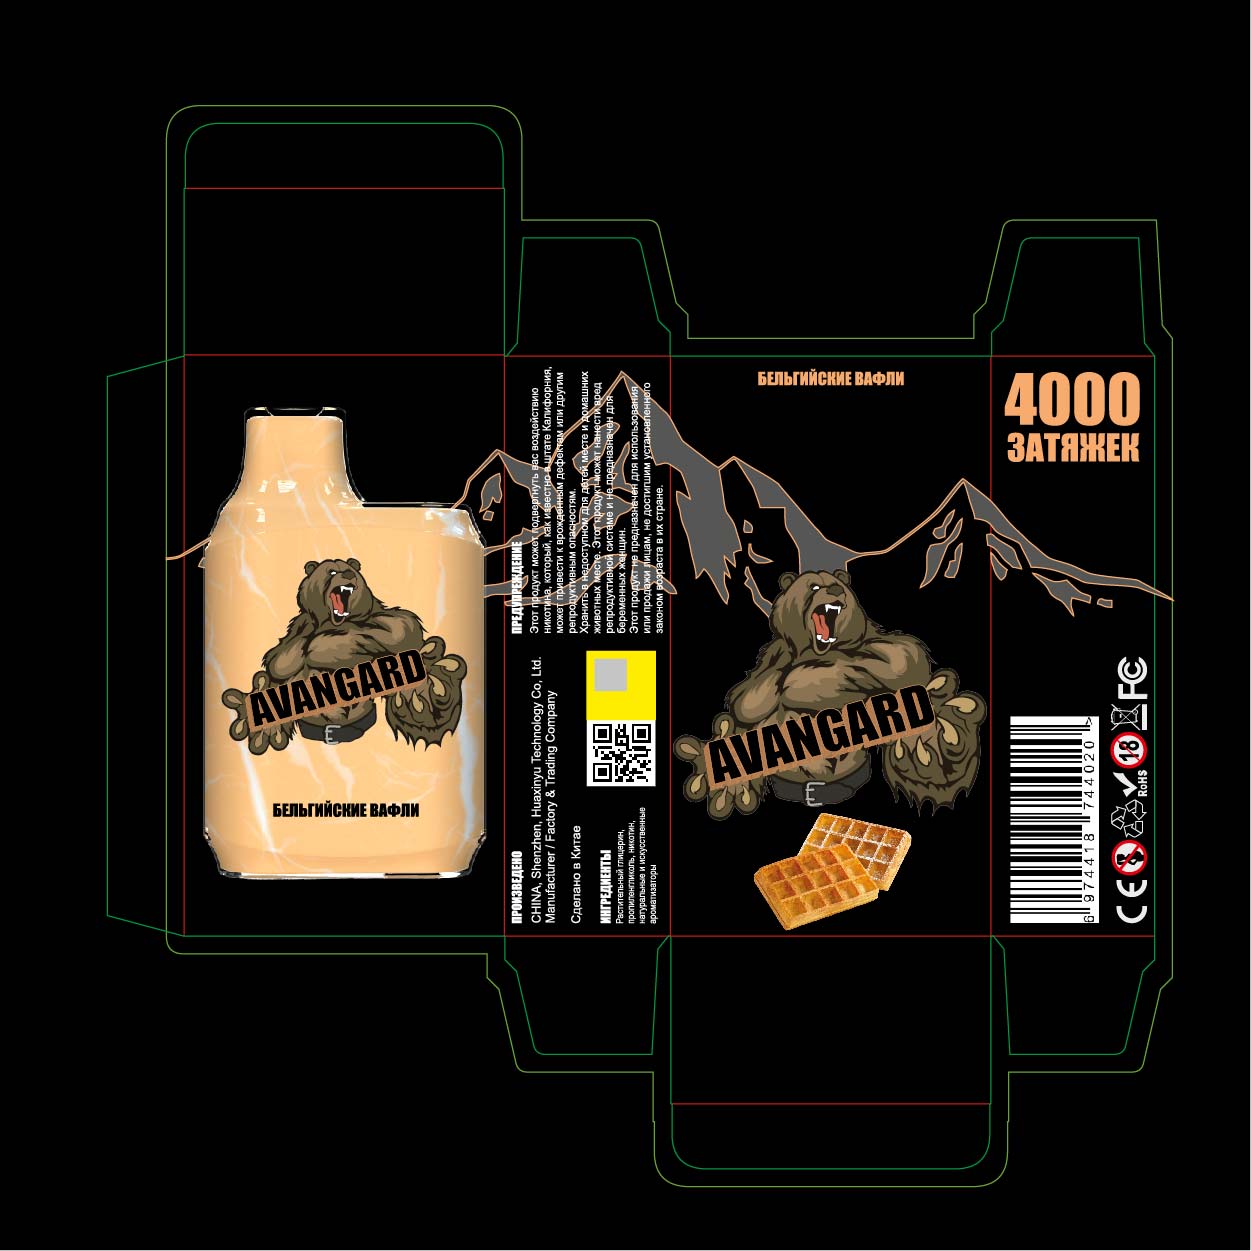 AVANGARD
БЕЛЬГИЙСКИЕ ВАФЛИ
ПРЕДУПРЕЖДЕНИЕ
Этот продукт может подвергнуть вас воздействию
никотина, который, как известно в штате Калифорния,
может привести к врожденным дефектам или другим
репродуктивным опасностям.
Хранить в недоступном для детей месте и домашних
животных месте. Этот продукт может нанести вред
репродуктивной системе и не предназначен для
беременных женщин.
Этот продукт не предназначен для использования
или продажи лицам, не достигшим установленного
законом возраста в их стране.
ПРОИЗВЕДЕНО
CHINA, Shenzhen, Huaxinyu Technology Co, Ltd.
Manufacturer / Factory & Trading Company
Сделано в Китае
ИНГРЕДИЕНТЫ
Растительный глицерин,
пропиленгликоль, никотин,
натуральные и искусственные
ароматизаторы
БЕЛЬГИЙСКИЕ ВАФЛИ
AVANGARD
4000
ЗАТЯЖЕК
6 974418 744020 >
CE
RoHS
18
FC